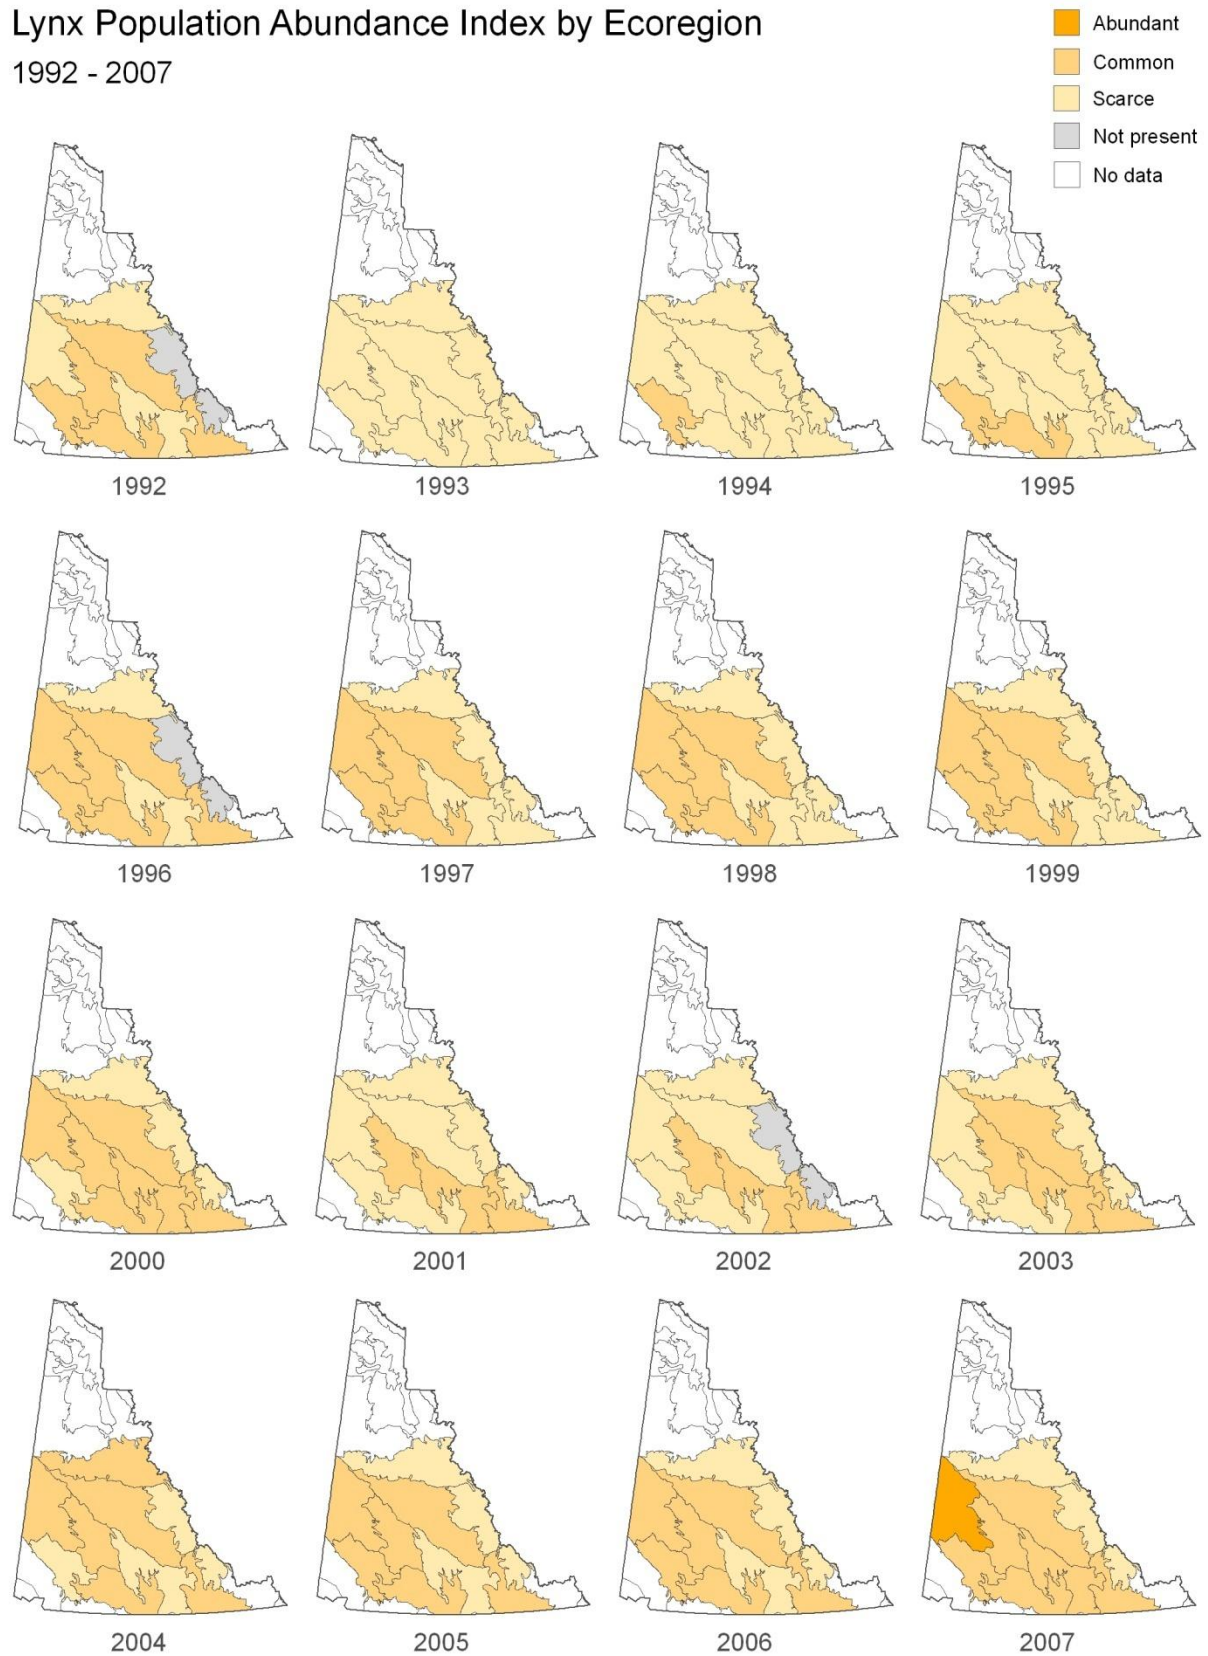 Lynx Population Abundance Index by Ecoregion
1992 - 2007
Abundant
Common
Scarce
Not present
No data
1992
1993
1994
1995
1996
1997
1998
1999
2000
2001
2002
2003
2004
2005
2006
2007